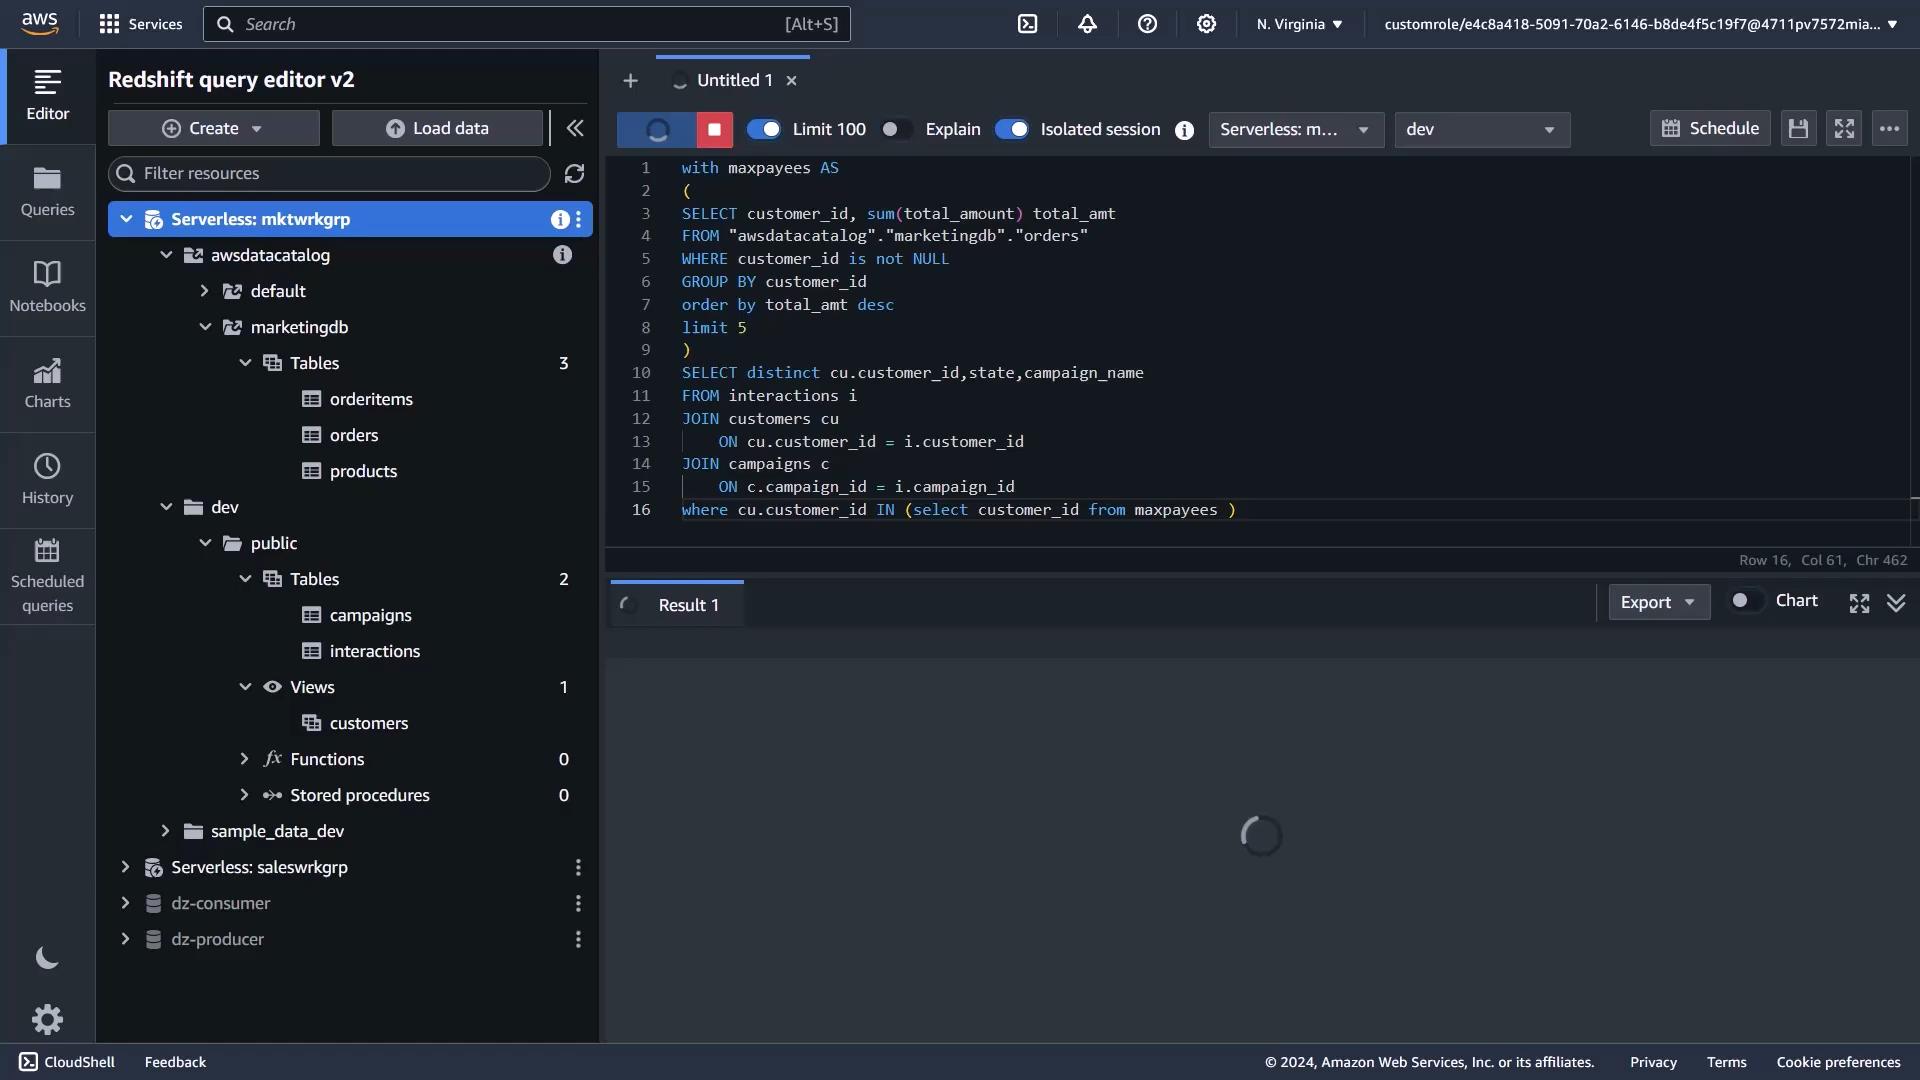 aws
Services
Search
[Alt+S]
N. Virginia
customrole/e4c8a418-5091-70a2-6146-b8de4f5c19f7@4711pv7572mia...
Editor
Queries
Notebooks
Charts
History
Scheduled
queries
Redshift query editor v2
Create
Load data
Filter resources
Serverless: mktwrkgrp
awsdatacatalog
default
marketingdb
Tables 3
orderitems
orders
products
dev
public
Tables 2
campaigns
interactions
Views 1
customers
fx Functions 0
Stored procedures 0
sample_data_dev
Serverless: saleswrkgrp
dz-consumer
dz-producer
Untitled 1
Limit 100
Explain
Isolated session
Serverless: m...
dev
Schedule
1 with maxpayees AS
2 (
3 SELECT customer_id, sum(total_amount) total_amt
4 FROM "awsdatacatalog"."marketingdb"."orders"
5 WHERE customer_id is not NULL
6 GROUP BY customer_id
7 order by total_amt desc
8 limit 5
9 )
10 SELECT distinct cu.customer_id,state,campaign_name
11 FROM interactions i
12 JOIN customers cu
13 ON cu.customer_id = i.customer_id
14 JOIN campaigns c
15 ON c.campaign_id = i.campaign_id
16 where cu.customer_id IN (select customer_id from maxpayees )
Row 16, Col 61, Chr 462
Result 1
Export
Chart
CloudShell
Feedback
© 2024, Amazon Web Services, Inc. or its affiliates.
Privacy
Terms
Cookie preferences